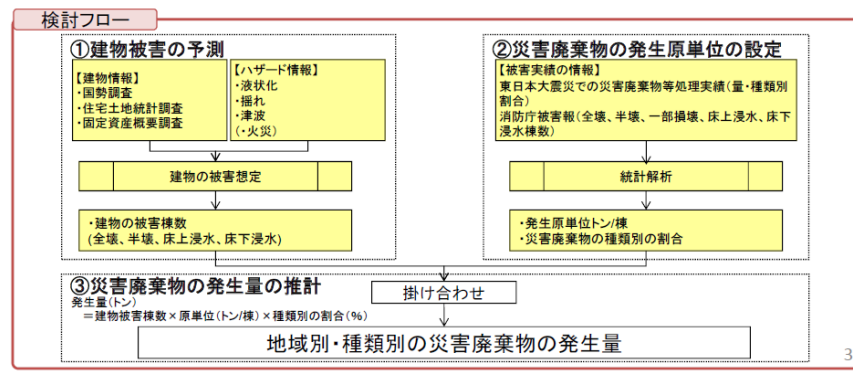 検討フロー
①建物被害の予測
【建物情報】
・国勢調査
・住宅土地統計調査
・固定資産概要調査
【ハザード情報】
・液状化
・揺れ
・津波
(・火災)
建物の被害想定
・建物の被害棟数
(全壊、半壊、床上浸水、床下浸水)
②災害廃棄物の発生原単位の設定
【被害実績の情報】
東日本大震災での災害廃棄物等処理実績(量・種類別
割合)
消防庁被害報(全壊、半壊、一部損壊、床上浸水、床下
浸水棟数)
統計解析
・発生原単位トン/棟
・災害廃棄物の種類別の割合
③災害廃棄物の発生量の推計
発生量(トン)
＝建物被害棟数×原単位(トン/棟)×種類別の割合(%)
掛け合わせ
地域別・種類別の災害廃棄物の発生量
3